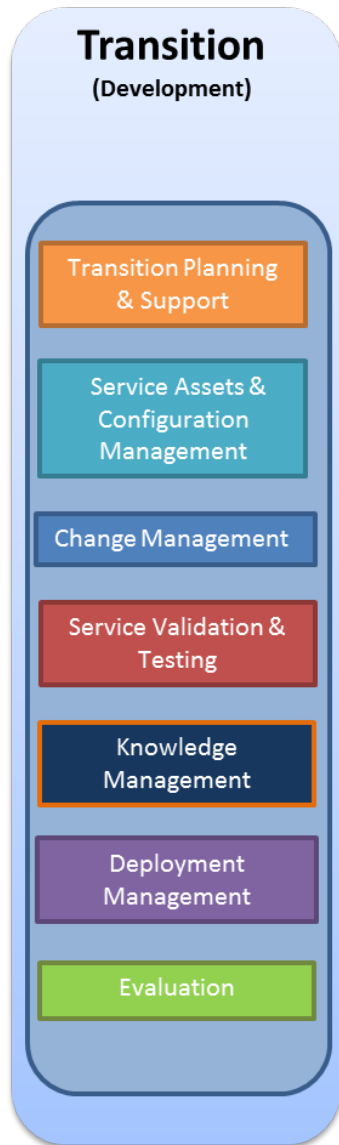 Transition
(Development)
Transition Planning
& Support
Service Assets &
Configuration
Management
Change Management
Service Validation &
Testing
Knowledge
Management
Deployment
Management
Evaluation